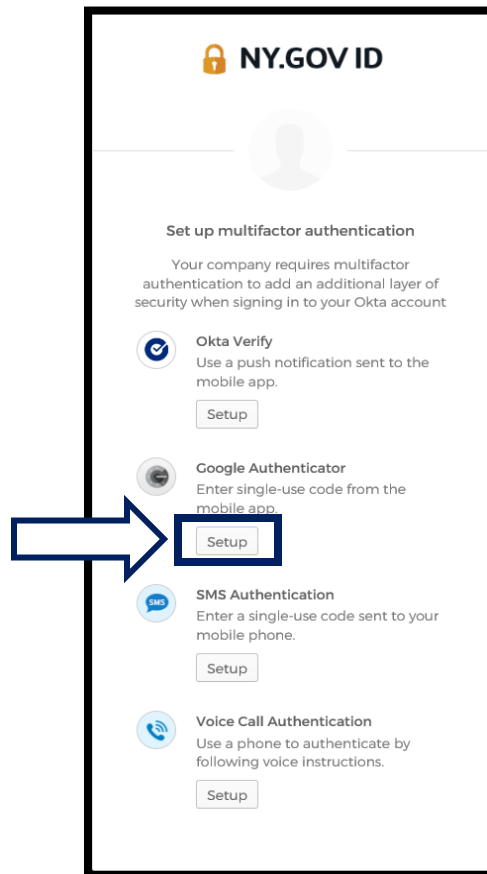 NY.GOV ID
Set up multifactor authentication
Your company requires multifactor
authentication to add an additional layer of
security when signing in to your Okta account
Okta Verify
Use a push notification sent to the
mobile app.
Setup
Google Authenticator
Enter single-use code from the
mobile app.
Setup
SMS
SMS Authentication
Enter a single-use code sent to your
mobile phone.
Setup
Voice Call Authentication
Use a phone to authenticate by
following voice instructions.
Setup